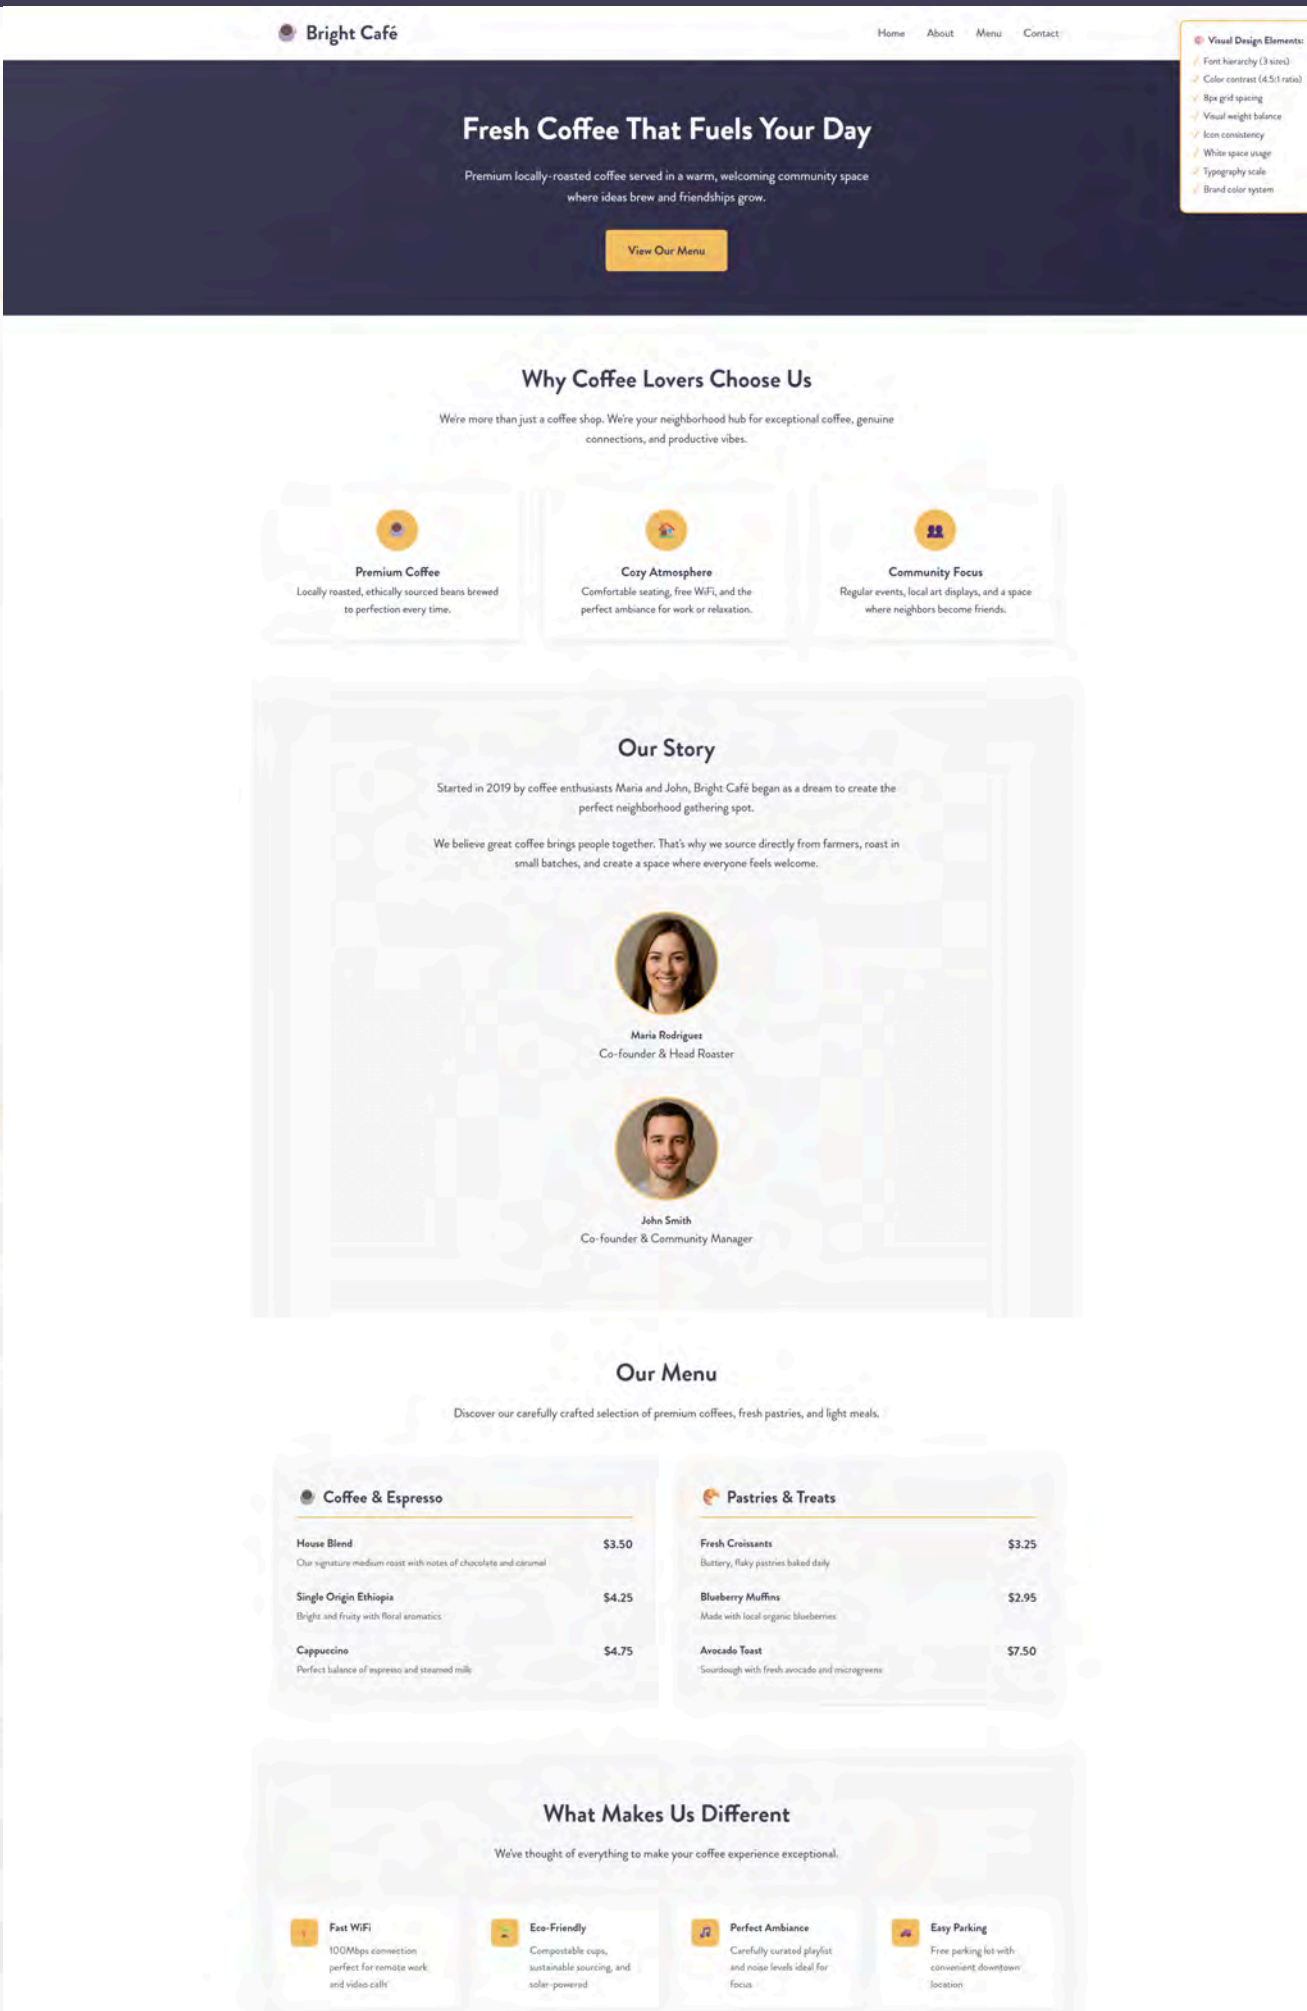 Bright Café
Home About Menu Contact
Visual Design Elements:
Font hierarchy (3 sizes)
Color contrast (4.5:1 ratio)
8px grid spacing
Visual weight balance
Icon consistency
White space usage
Typography scale
Brand color system
Fresh Coffee That Fuels Your Day
Premium locally-roasted coffee served in a warm, welcoming community space
where ideas brew and friendships grow.
View Our Menu
Why Coffee Lovers Choose Us
We're more than just a coffee shop. We're your neighborhood hub for exceptional coffee, genuine
connections, and productive vibes.
Premium Coffee
Locally roasted, ethically sourced beans brewed
to perfection every time.
Cozy Atmosphere
Comfortable seating, free WiFi, and the
perfect ambiance for work or relaxation.
Community Focus
Regular events, local art displays, and a space
where neighbors become friends.
Our Story
Started in 2019 by coffee enthusiasts Maria and John, Bright Café began as a dream to create the
perfect neighborhood gathering spot.
We believe great coffee brings people together. That's why we source directly from farmers, roast in
small batches, and create a space where everyone feels welcome.
Maria Rodriguez
Co-founder & Head Roaster
John Smith
Co-founder & Community Manager
Our Menu
Discover our carefully crafted selection of premium coffees, fresh pastries, and light meals.
Coffee & Espresso
House Blend $3.50
Our signature medium roast with notes of chocolate and caramel
Single Origin Ethiopia $4.25
Bright and fruity with floral aromatics
Cappuccino $4.75
Perfect balance of espresso and steamed milk
Pastries & Treats
Fresh Croissants $3.25
Buttery, flaky pastries baked daily
Blueberry Muffins $2.95
Made with local organic blueberries
Avocado Toast $7.50
Sourdough with fresh avocado and microgreens
What Makes Us Different
We've thought of everything to make your coffee experience exceptional.
Fast WiFi
100Mbps connection
perfect for remote work
and video calls
Eco-Friendly
Compostable cups,
sustainable sourcing, and
solar-powered
Perfect Ambiance
Carefully curated playlist
and noise levels ideal for
focus
Easy Parking
Free parking lot with
convenient downtown
location